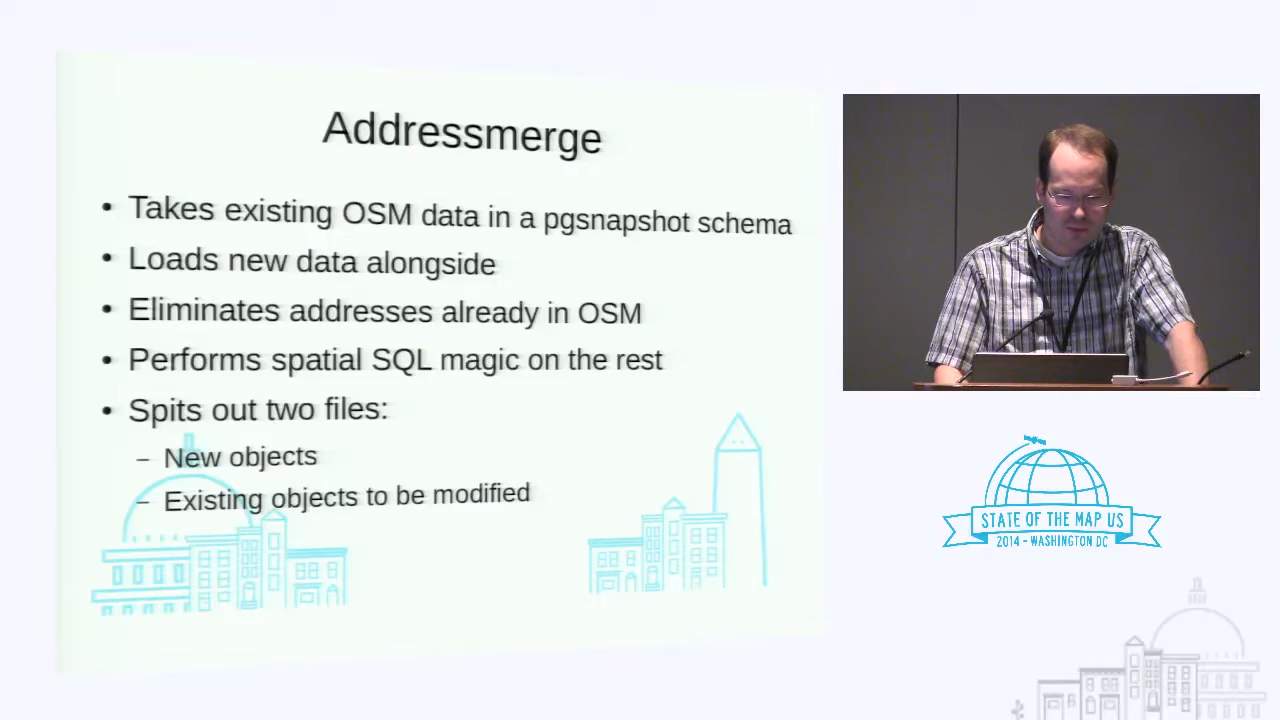 Addressmerge
• Takes existing OSM data in a pgsnapshot schema
• Loads new data alongside
• Eliminates addresses already in OSM
• Performs spatial SQL magic on the rest
• Spits out two files:
– New objects
– Existing objects to be modified
STATE OF THE MAP US
2014 - WASHINGTON DC